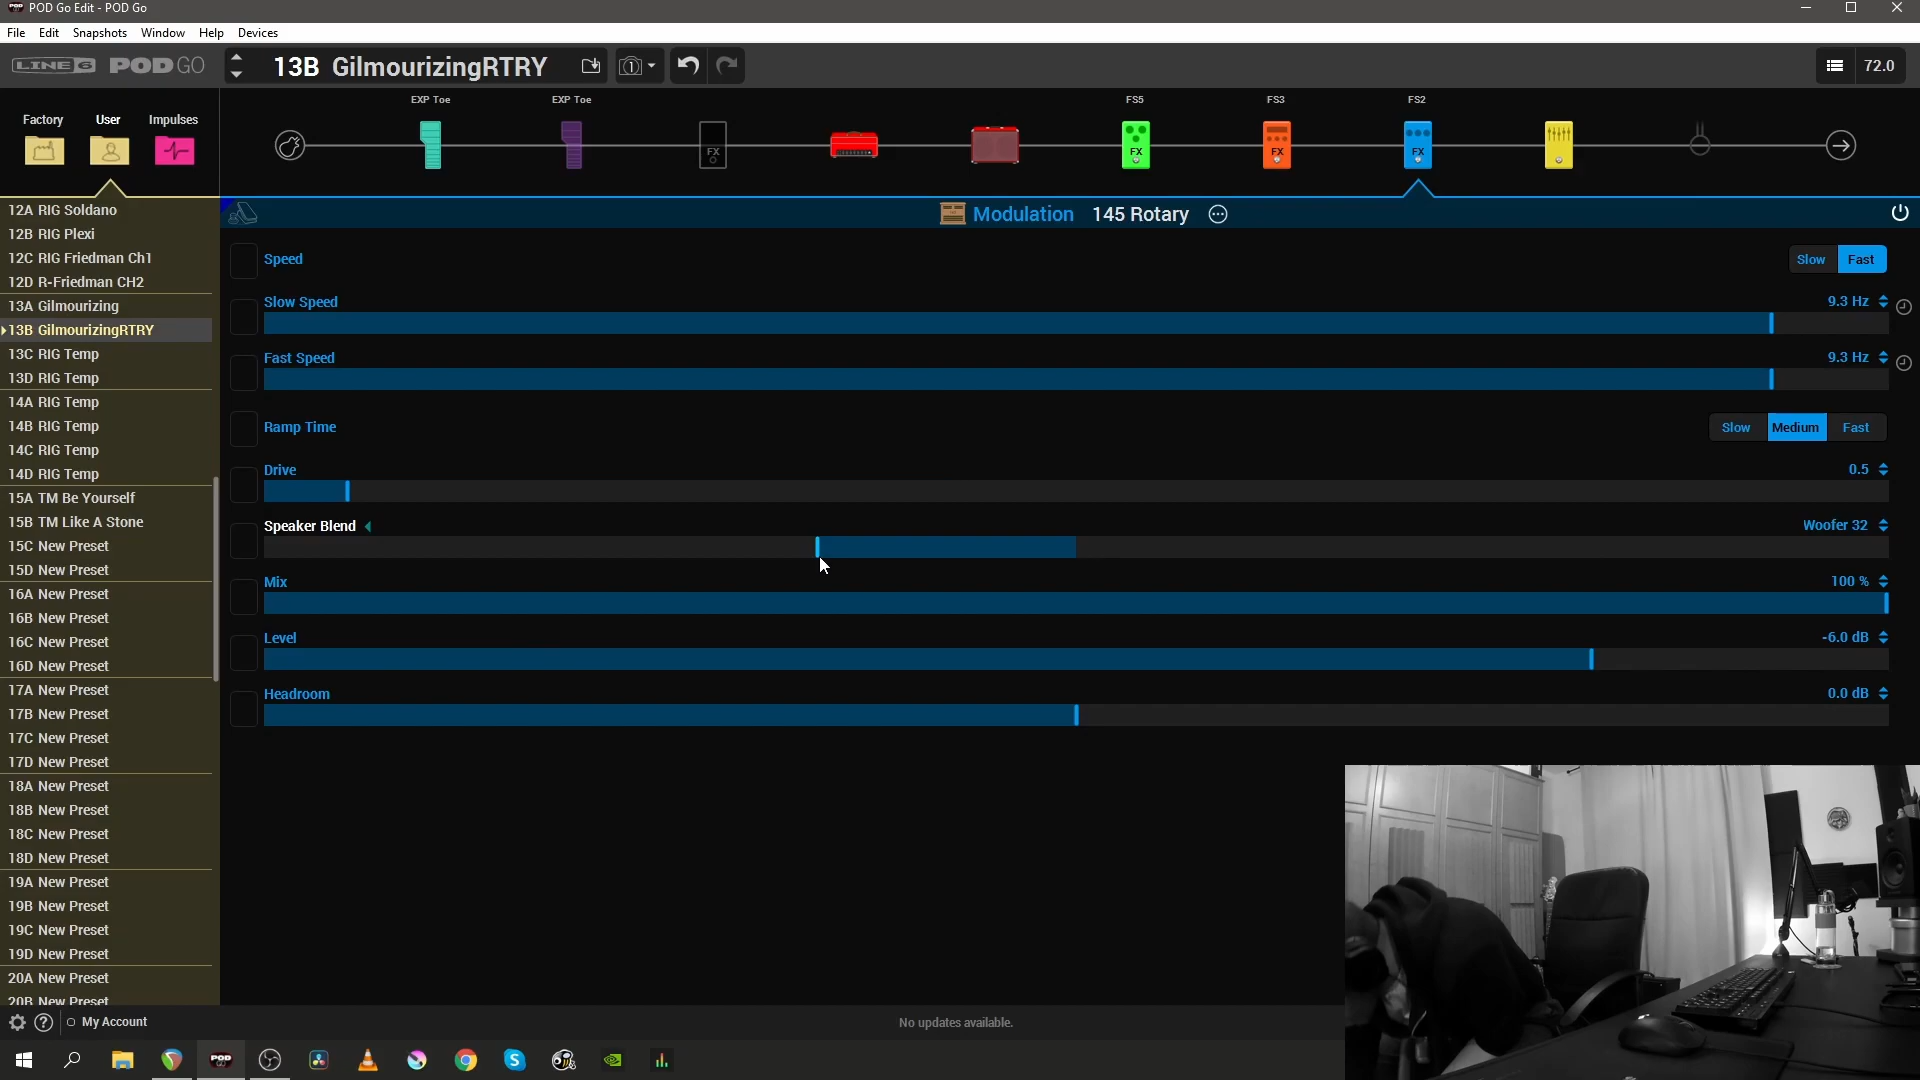 POD Go Edit - POD Go
File Edit Snapshots Window Help Devices
LINE 6 POD GO
13B GilmourizingRTRY
72.0
Factory User Impulses
EXP Toe EXP Toe FS5 FS3 FS2
FX FX FX FX
Modulation 145 Rotary
12A RIG Soldano
12B RIG Plexi
12C RIG Friedman Ch1
12D R-Friedman CH2
13A Gilmourizing
13B GilmourizingRTRY
13C RIG Temp
13D RIG Temp
14A RIG Temp
14B RIG Temp
14C RIG Temp
14D RIG Temp
15A TM Be Yourself
15B TM Like A Stone
15C New Preset
15D New Preset
16A New Preset
16B New Preset
16C New Preset
16D New Preset
17A New Preset
17B New Preset
17C New Preset
17D New Preset
18A New Preset
18B New Preset
18C New Preset
18D New Preset
19A New Preset
19B New Preset
19C New Preset
19D New Preset
20A New Preset
20B New Preset
Speed Slow Fast
Slow Speed 9.3 Hz
Fast Speed 9.3 Hz
Ramp Time Slow Medium Fast
Drive 0.5
Speaker Blend Woofer 32
Mix 100 %
Level -6.0 dB
Headroom 0.0 dB
My Account
No updates available.
POD
GO